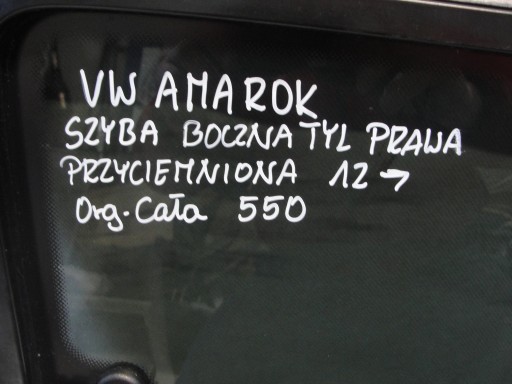 VW AMAROK
SZYBA BOCZNA TYL PRAWA
PRZYCIEMNIONA 12→
Org. Cała 550